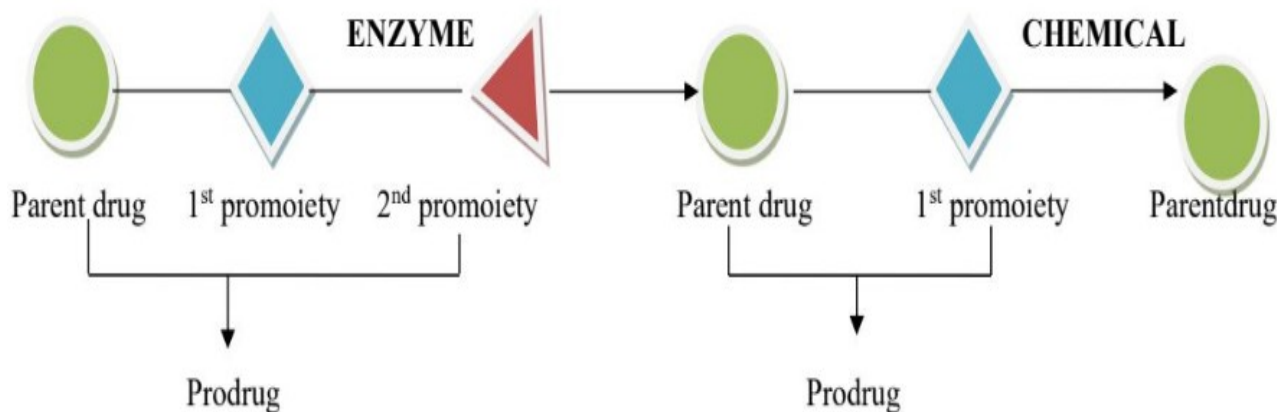 ENZYME
CHEMICAL
Parent drug
1st promoiety
2nd promoiety
Parent drug
1st promoiety
Parentdrug
Prodrug
Prodrug